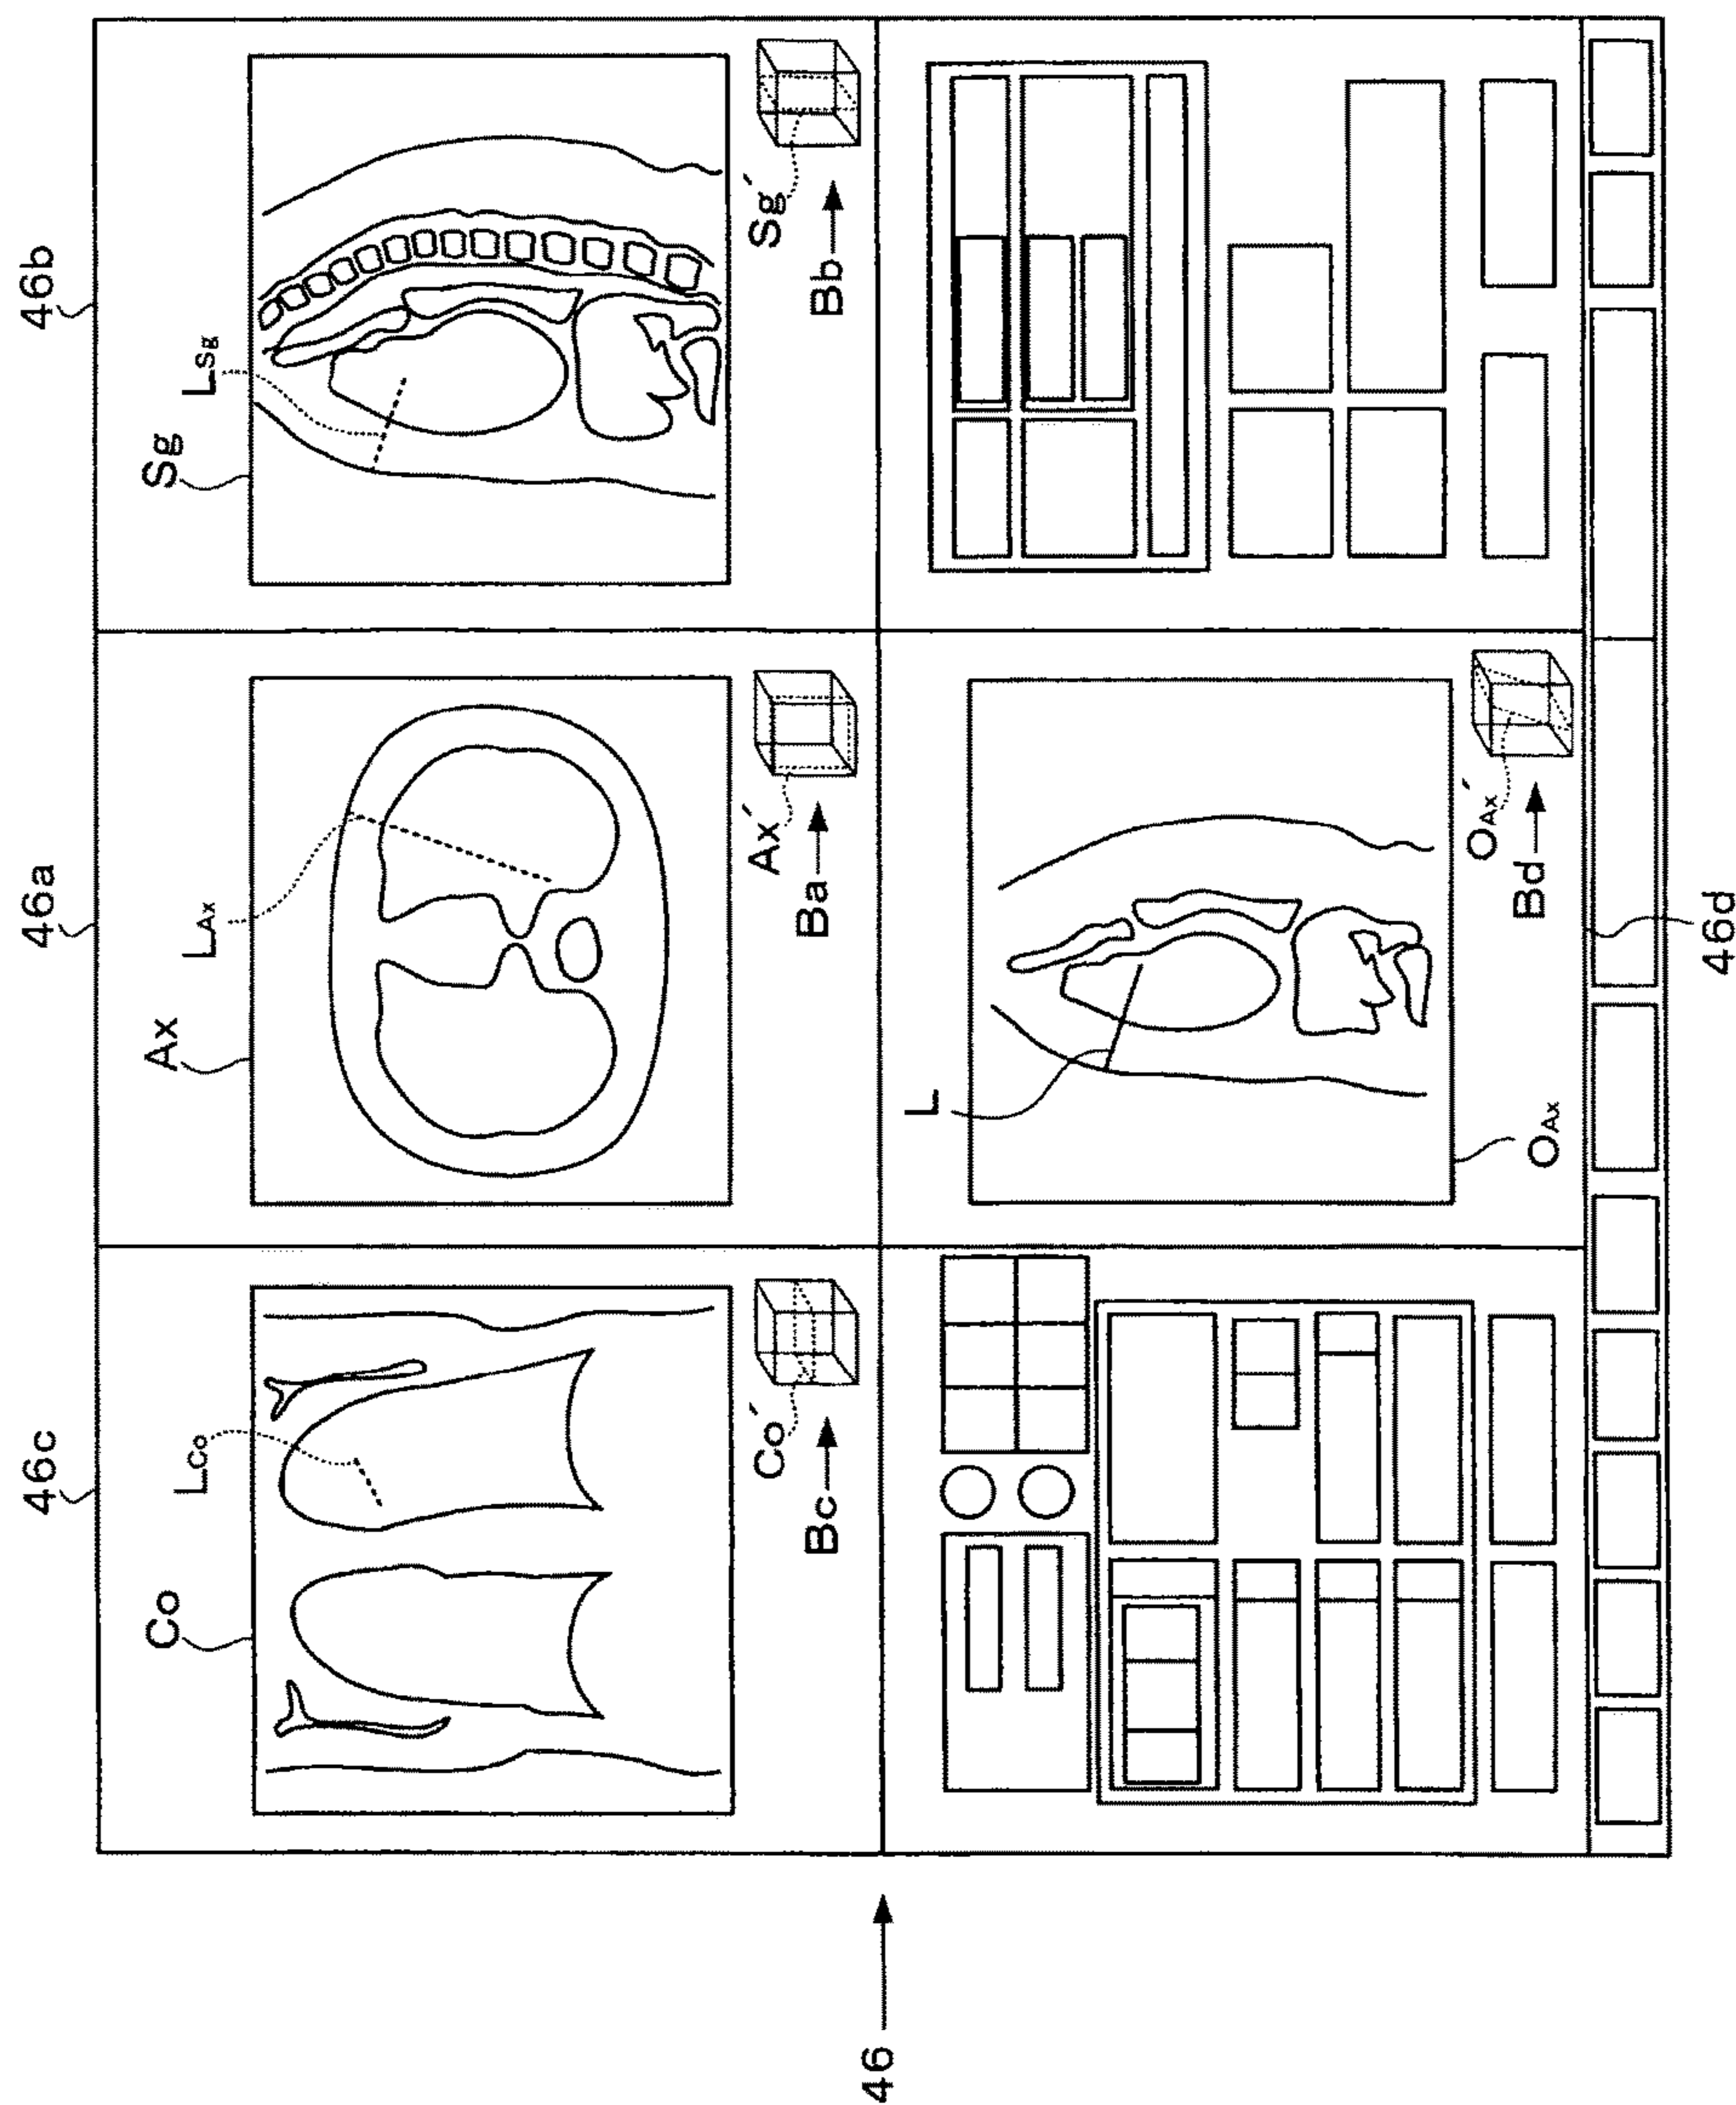 46c
46a
46b
Co
LCo
Ax
LAx
Sg
LSg
Co′
Bc
Ax′
Ba
Sg′
Bb
46
L
OAx′
Bd
OAx
46d